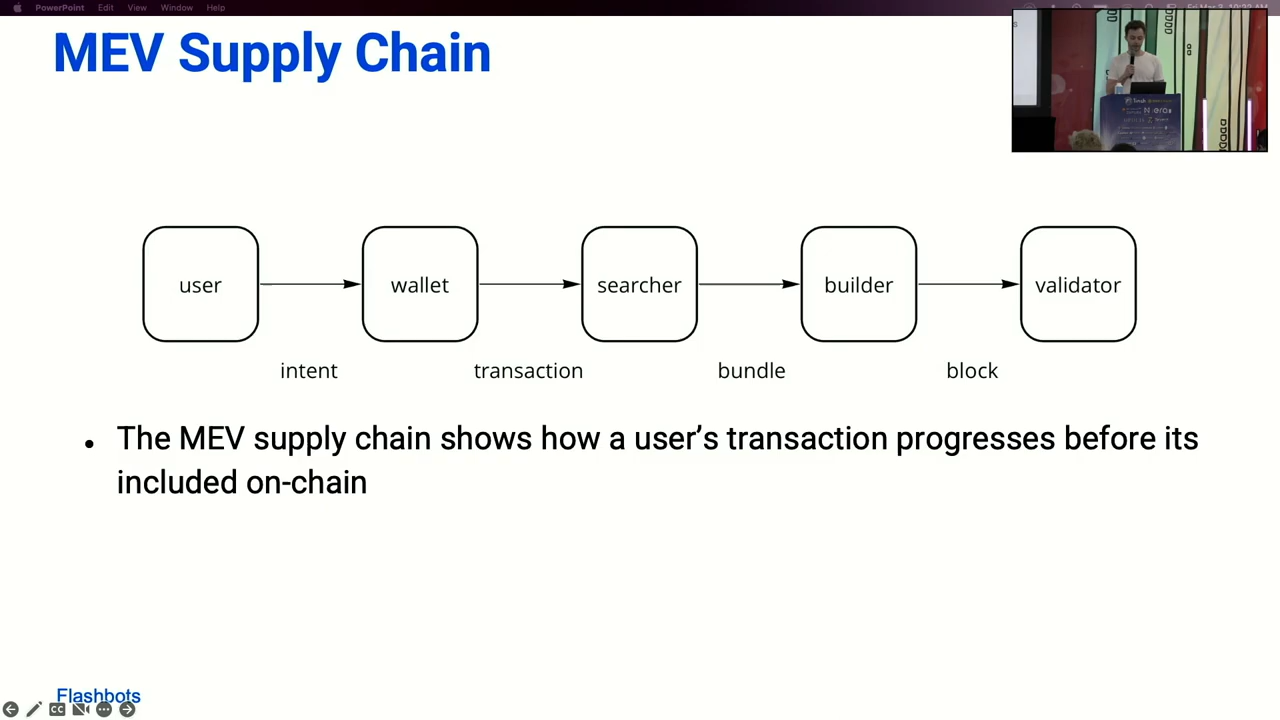 PowerPoint Edit View Window Help
MEV Supply Chain
user
wallet
searcher
builder
validator
intent
transaction
bundle
block
● The MEV supply chain shows how a user’s transaction progresses before its
included on-chain
Flashbots
CC